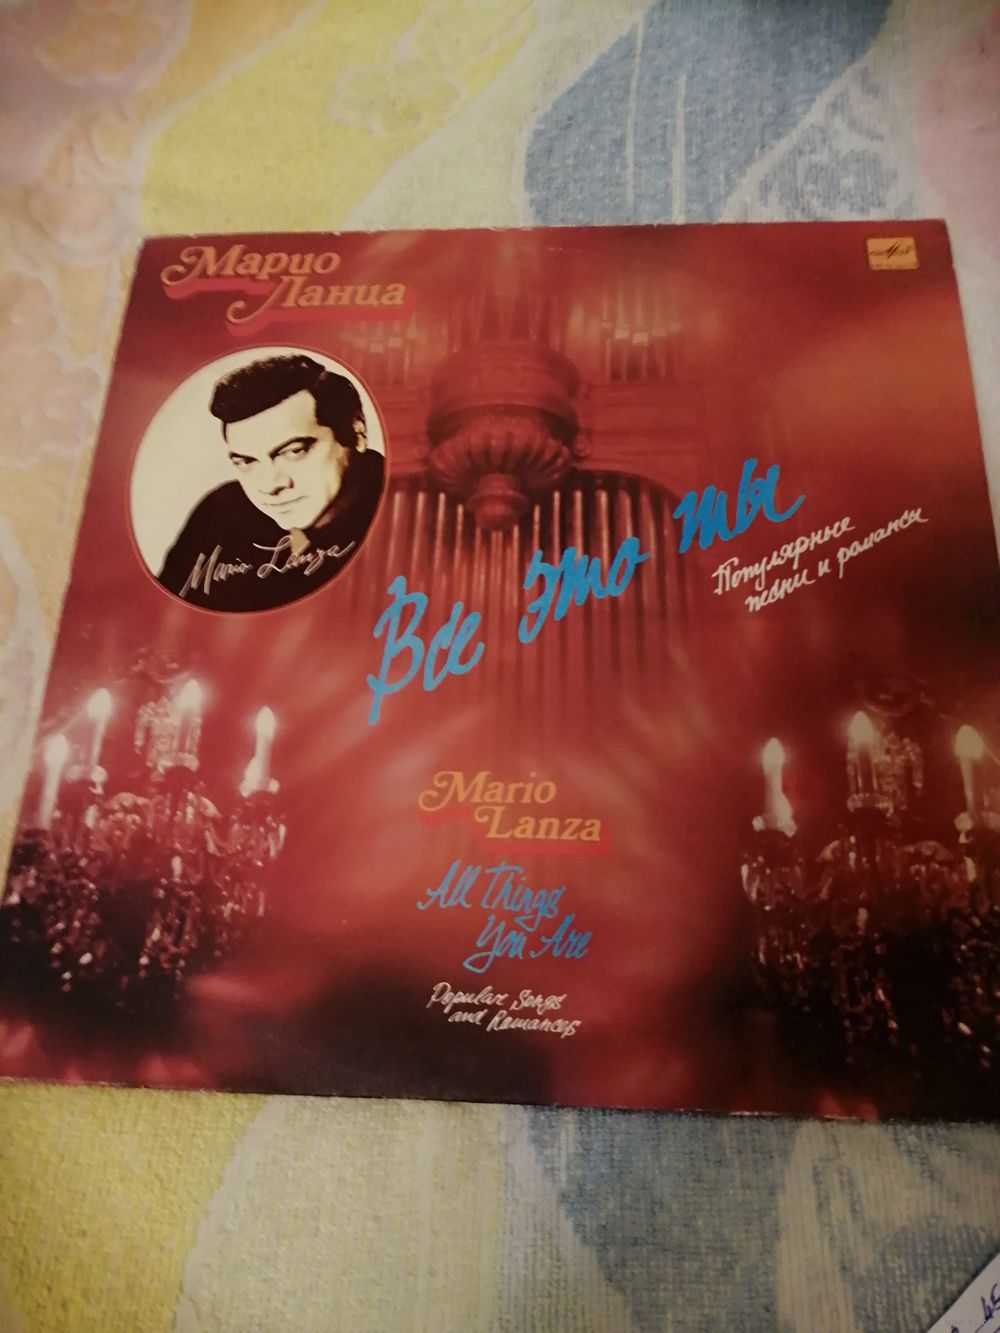 Марио
Ланца
Mario Lanza
Все это ты
Популярные
песни и романсы
Mario
Lanza
All Things
You Are
Popular Songs
and Romances